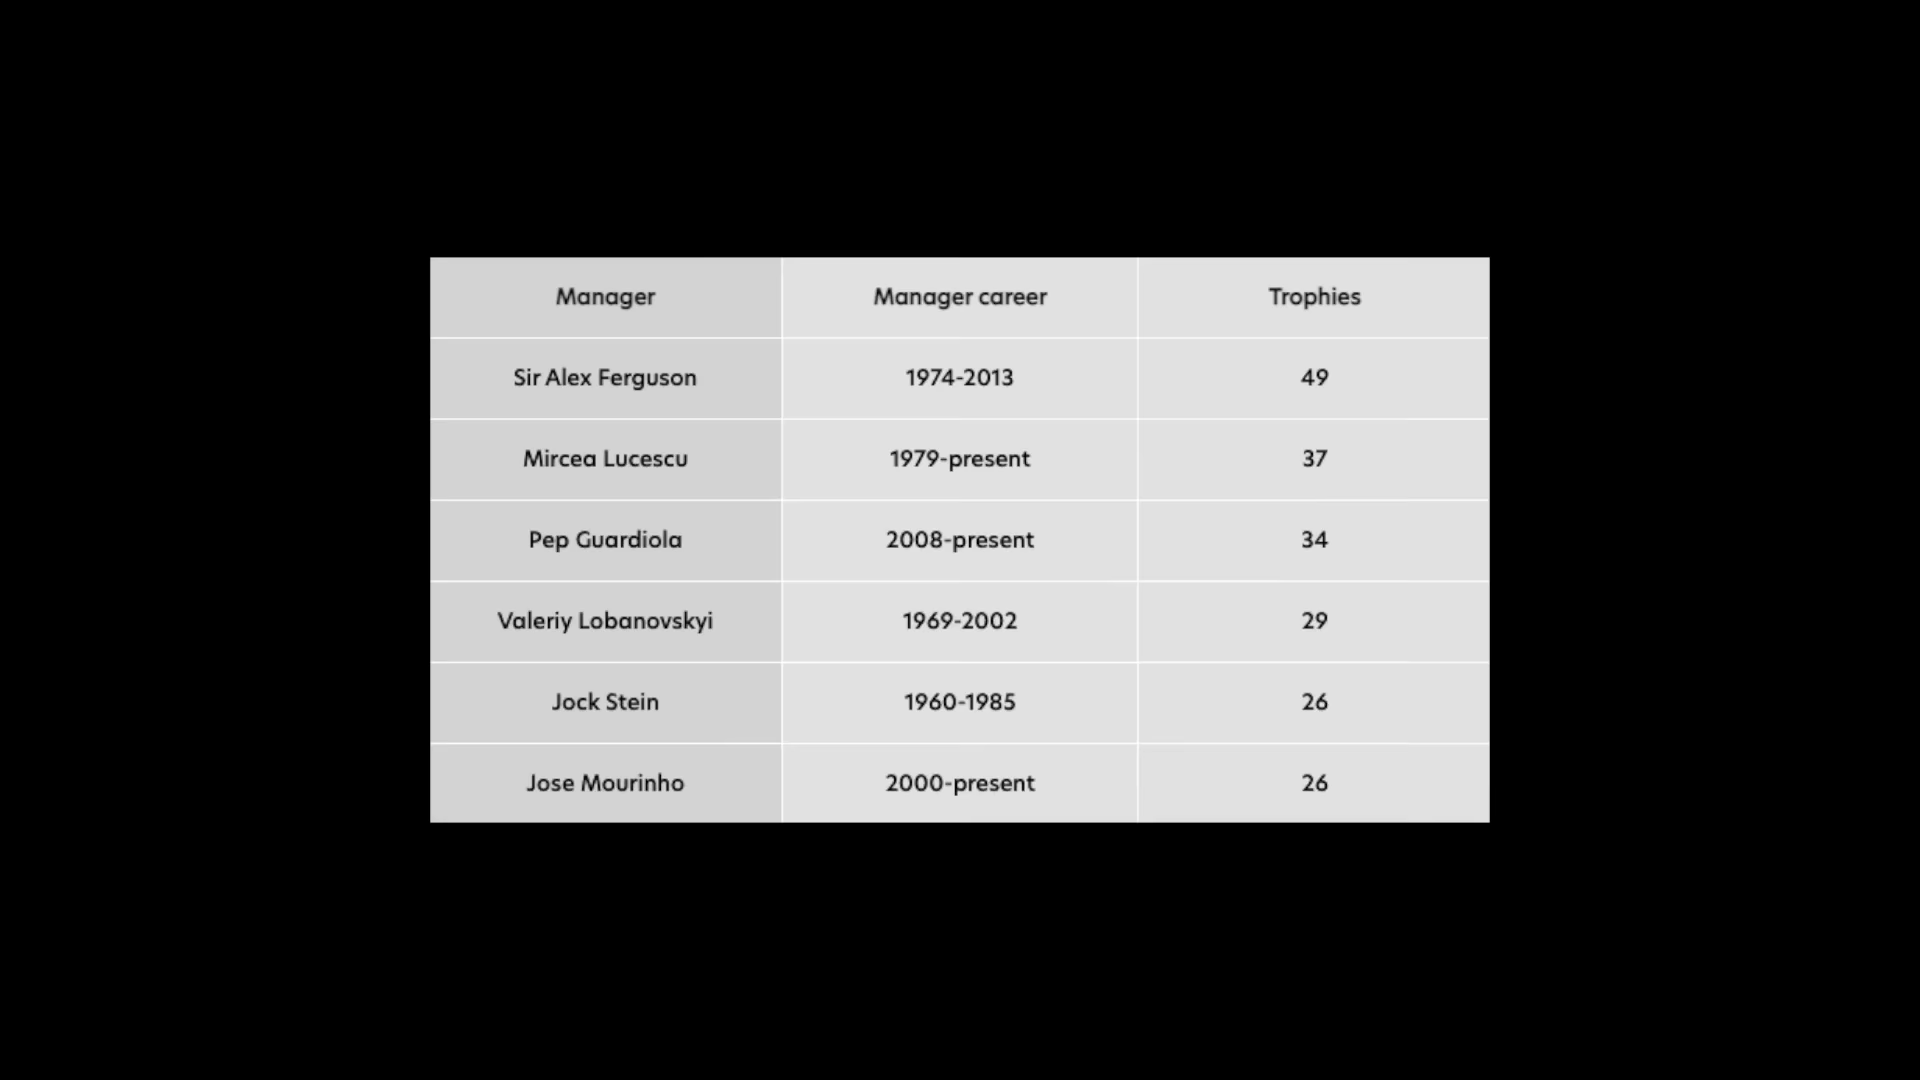 Manager Manager career Trophies
Sir Alex Ferguson 1974-2013 49
Mircea Lucescu 1979-present 37
Pep Guardiola 2008-present 34
Valeriy Lobanovskyi 1969-2002 29
Jock Stein 1960-1985 26
Jose Mourinho 2000-present 26